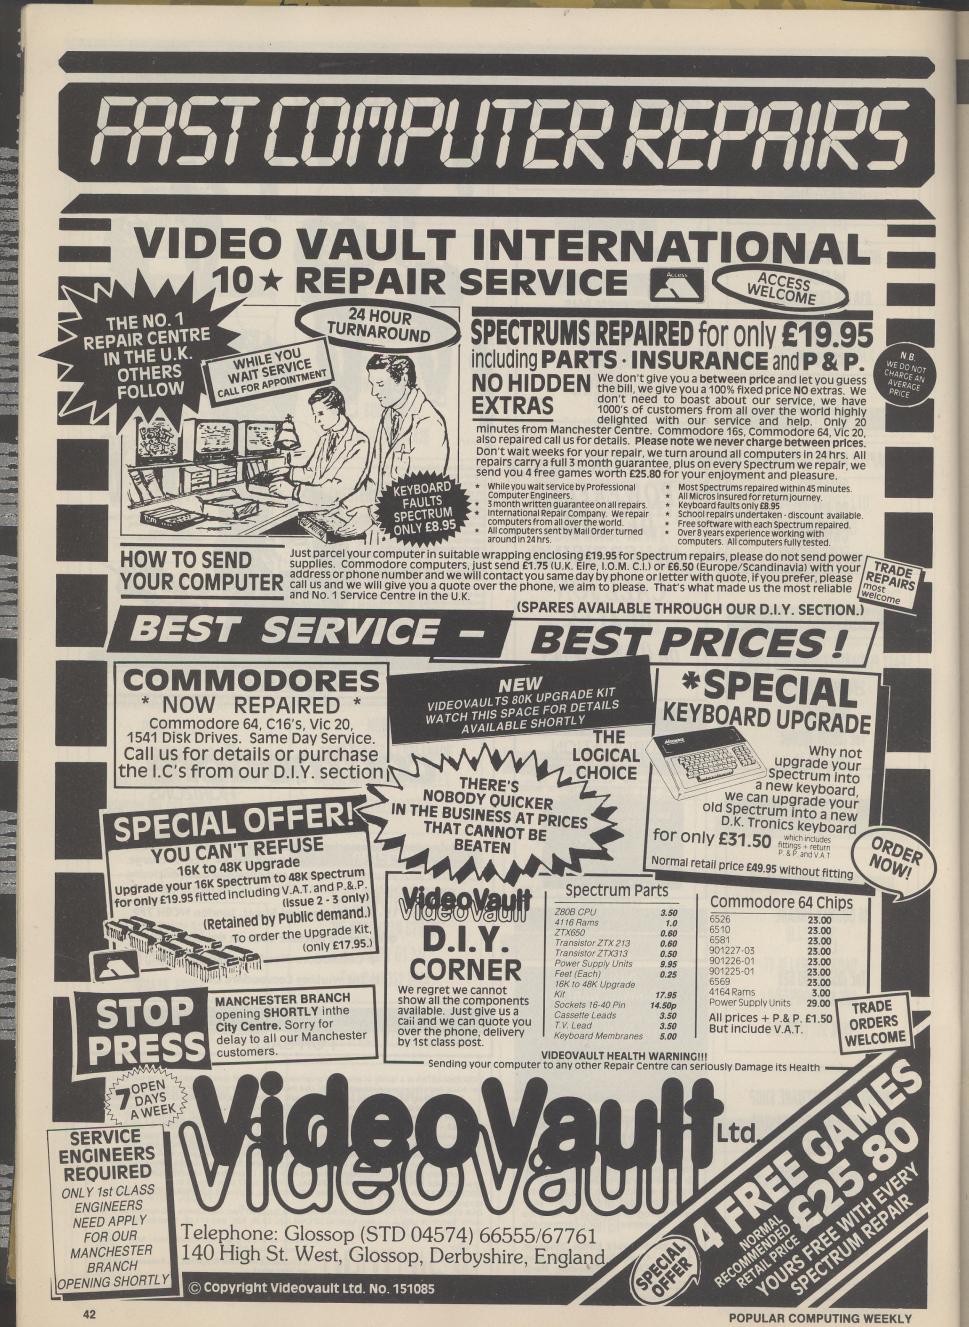 FAST COMPUTER REPAIRS
VIDEO VAULT INTERNATIONAL
10★ REPAIR SERVICE
Access
ACCESS
WELCOME
THE NO. 1
REPAIR CENTRE
IN THE U.K.
OTHERS
FOLLOW
WHILE YOU
WAIT SERVICE
CALL FOR APPOINTMENT
24 HOUR
TURNAROUND
KEYBOARD
FAULTS
SPECTRUM
ONLY £8.95
SPECTRUMS REPAIRED for only £19.95
including PARTS · INSURANCE and P & P.
NO HIDDEN
EXTRAS
We don't give you a between price and let you guess
the bill, we give you a 100% fixed price NO extras. We
don't need to boast about our service, we have
1000's of customers from all over the world highly
delighted with our service and help. Only 20
minutes from Manchester Centre. Commodore 16s, Commodore 64, Vic 20,
also repaired call us for details. Please note we never charge between prices.
Don't wait weeks for your repair, we turn around all computers in 24 hrs. All
repairs carry a full 3 month guarantee, plus on every Spectrum we repair, we
send you 4 free games worth £25.80 for your enjoyment and pleasure.
N.B.
WE DO NOT
CHARGE AN
AVERAGE
PRICE
* While you wait service by Professional
Computer Engineers.
* 3 month written guarantee on all repairs.
* International Repair Company. We repair
computers from all over the world.
* All computers sent by Mail Order turned
around in 24 hrs.
* Most Spectrums repaired within 45 minutes.
* All Micros insured for return journey.
* Keyboard faults only £8.95
* School repairs undertaken · discount available.
* Free software with each Spectrum repaired.
* Over 8 years experience working with
computers. All computers fully tested.
HOW TO SEND
YOUR COMPUTER
Just parcel your computer in suitable wrapping enclosing £19.95 for Spectrum repairs, please do not send power
supplies. Commodore computers, just send £1.75 (U.K. Eire, I.O.M. C.I.) or £6.50 (Europe/Scandinavia) with your
address or phone number and we will contact you same day by phone or letter with quote, if you prefer, please
call us and we will give you a quote over the phone, we aim to please. That's what made us the most reliable
and No. 1 Service Centre in the U.K.
TRADE
REPAIRS
most
welcome
(SPARES AVAILABLE THROUGH OUR D.I.Y. SECTION.)
BEST SERVICE – BEST PRICES!
COMMODORES
* NOW REPAIRED *
Commodore 64, C16's, Vic 20,
1541 Disk Drives. Same Day Service.
Call us for details or purchase
the I.C's from our D.I.Y. section
NEW
VIDEOVAULTS 80K UPGRADE KIT
WATCH THIS SPACE FOR DETAILS
AVAILABLE SHORTLY
THE
LOGICAL
CHOICE
THERE'S
NOBODY QUICKER
IN THE BUSINESS AT PRICES
THAT CANNOT BE
BEATEN
*SPECIAL
KEYBOARD UPGRADE
Why not
upgrade your
Spectrum into
a new keyboard,
we can upgrade your
old Spectrum into a new
D.K. Tronics keyboard
for only £31.50
which includes
fittings + return
P. & P. and V.A.T
Normal retail price £49.95 without fitting
ORDER
NOW!
SPECIAL OFFER!
YOU CAN'T REFUSE
16K to 48K Upgrade
Upgrade your 16K Spectrum to 48K Spectrum
for only £19.95 fitted including V.A.T. and P.&P.
(Issue 2 - 3 only)
(Retained by Public demand.)
To order the Upgrade Kit,
(only £17.95.)
VideoVault
VideoVault
D.I.Y.
CORNER
We regret we cannot
show all the components
available. Just give us a
call and we can quote you
over the phone, delivery
by 1st class post.
Spectrum Parts
Z80B CPU 3.50
4116 Rams 1.0
ZTX650 0.60
Transistor ZTX 213 0.60
Transistor ZTX313 0.50
Power Supply Units 9.95
Feet (Each) 0.25
16K to 48K Upgrade
Kit 17.95
Sockets 16-40 Pin 14.50p
Cassette Leads 3.50
T.V. Lead 3.50
Keyboard Membranes 5.00
Commodore 64 Chips
6526 23.00
6510 23.00
6581 23.00
901227-03 23.00
901226-01 23.00
901225-01 23.00
6569 23.00
4164 Rams 3.00
Power Supply Units 29.00
All prices + P.& P. £1.50
But include V.A.T.
TRADE
ORDERS
WELCOME
STOP
PRESS
MANCHESTER BRANCH
opening SHORTLY in the
City Centre. Sorry for
delay to all our Manchester
customers.
VIDEOVAULT HEALTH WARNING!!!
Sending your computer to any other Repair Centre can seriously Damage its Health
7 OPEN
DAYS
A WEEK
SERVICE
ENGINEERS
REQUIRED
ONLY 1st CLASS
ENGINEERS
NEED APPLY
FOR OUR
MANCHESTER
BRANCH
OPENING SHORTLY
VideoVault Ltd.
VideoVault
Telephone: Glossop (STD 04574) 66555/67761
140 High St. West, Glossop, Derbyshire, England.
© Copyright Videovault Ltd. No. 151085
SPECIAL
OFFER
4 FREE GAMES
NORMAL
RECOMMENDED
RETAIL PRICE
£25.80
YOURS FREE WITH EVERY
SPECTRUM REPAIR
42
POPULAR COMPUTING WEEKLY